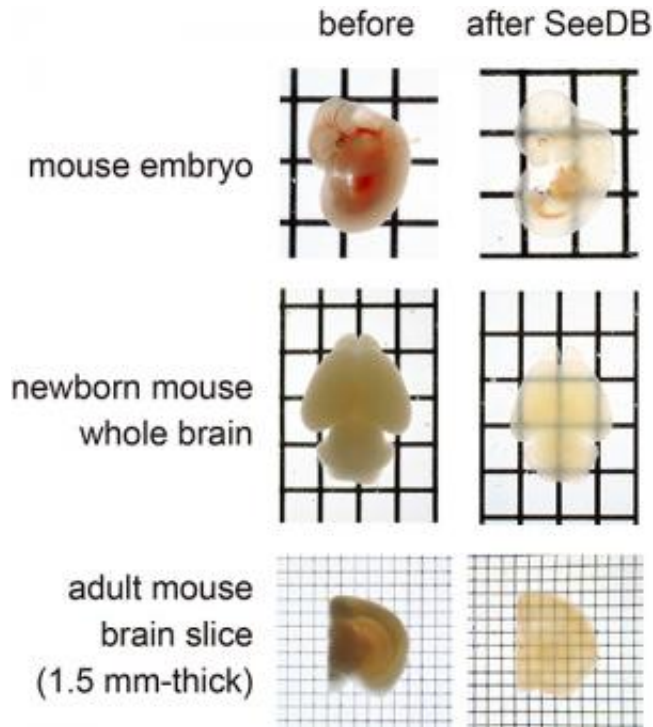 before
after SeeDB
mouse embryo
newborn mouse
whole brain
adult mouse
brain slice
(1.5 mm-thick)